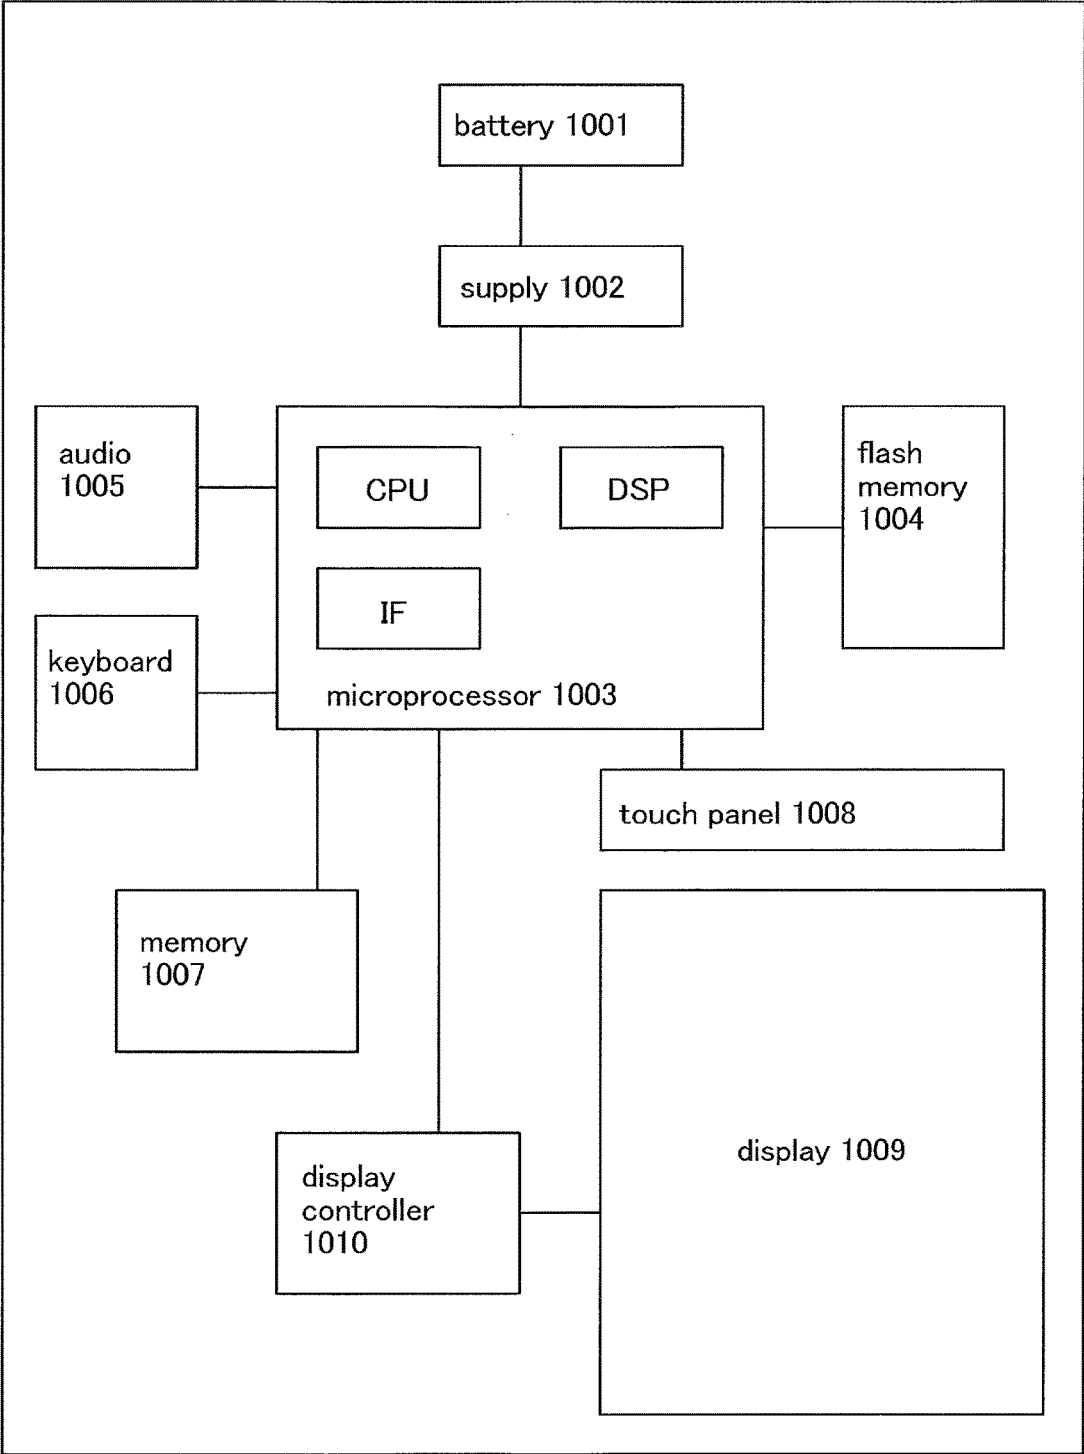 battery 1001
supply 1002
audio
1005
CPU
DSP
flash
memory
1004
IF
keyboard
1006
microprocessor 1003
touch panel 1008
memory
1007
display 1009
display
controller
1010